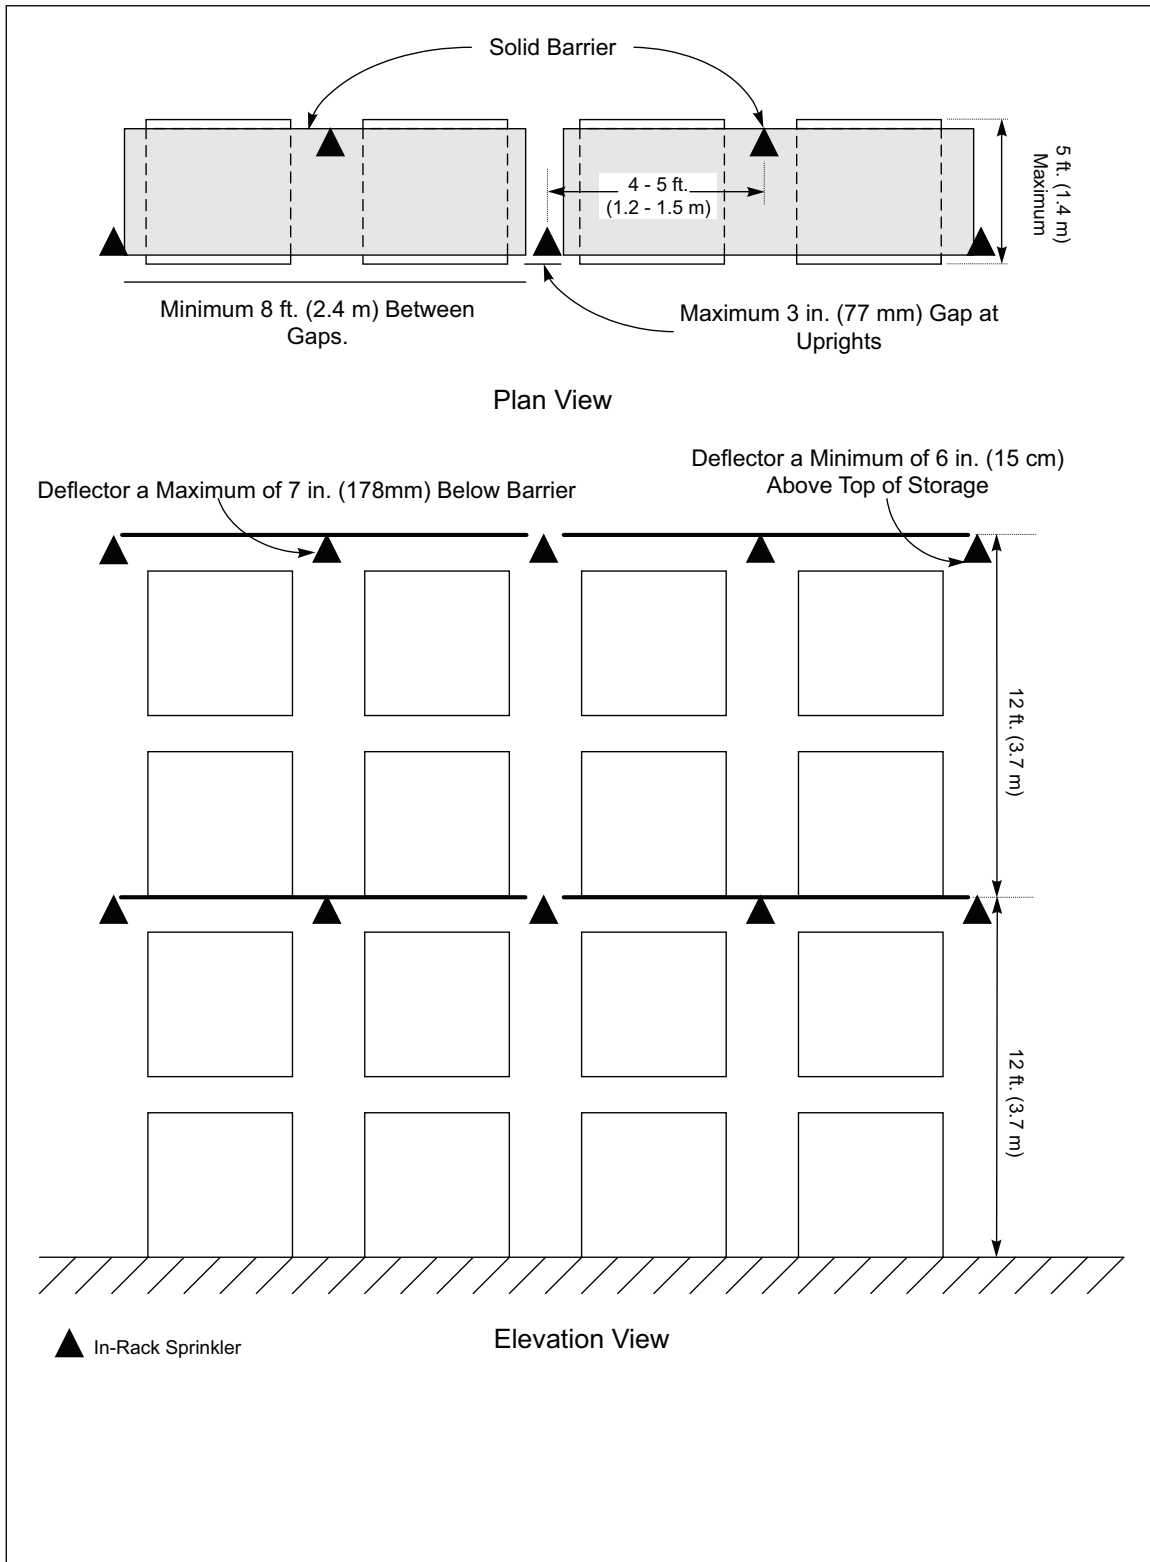 Solid Barrier
4 - 5 ft.
(1.2 - 1.5 m)
5 ft. (1.4 m)
Maximum
Minimum 8 ft. (2.4 m) Between
Gaps.
Maximum 3 in. (77 mm) Gap at
Uprights
Plan View
Deflector a Maximum of 7 in. (178mm) Below Barrier
Deflector a Minimum of 6 in. (15 cm)
Above Top of Storage
12 ft. (3.7 m)
12 ft. (3.7 m)
In-Rack Sprinkler
Elevation View